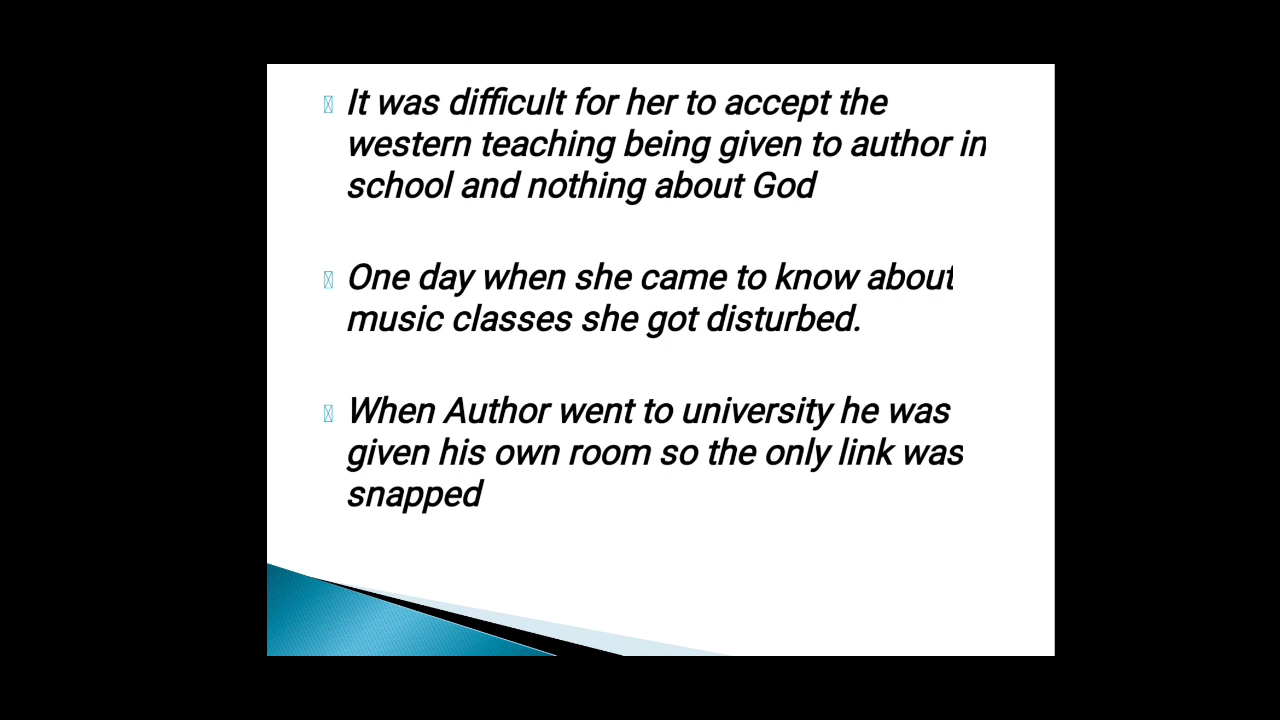 It was difficult for her to accept the
western teaching being given to author in
school and nothing about God
One day when she came to know about
music classes she got disturbed.
When Author went to university he was
given his own room so the only link was
snapped